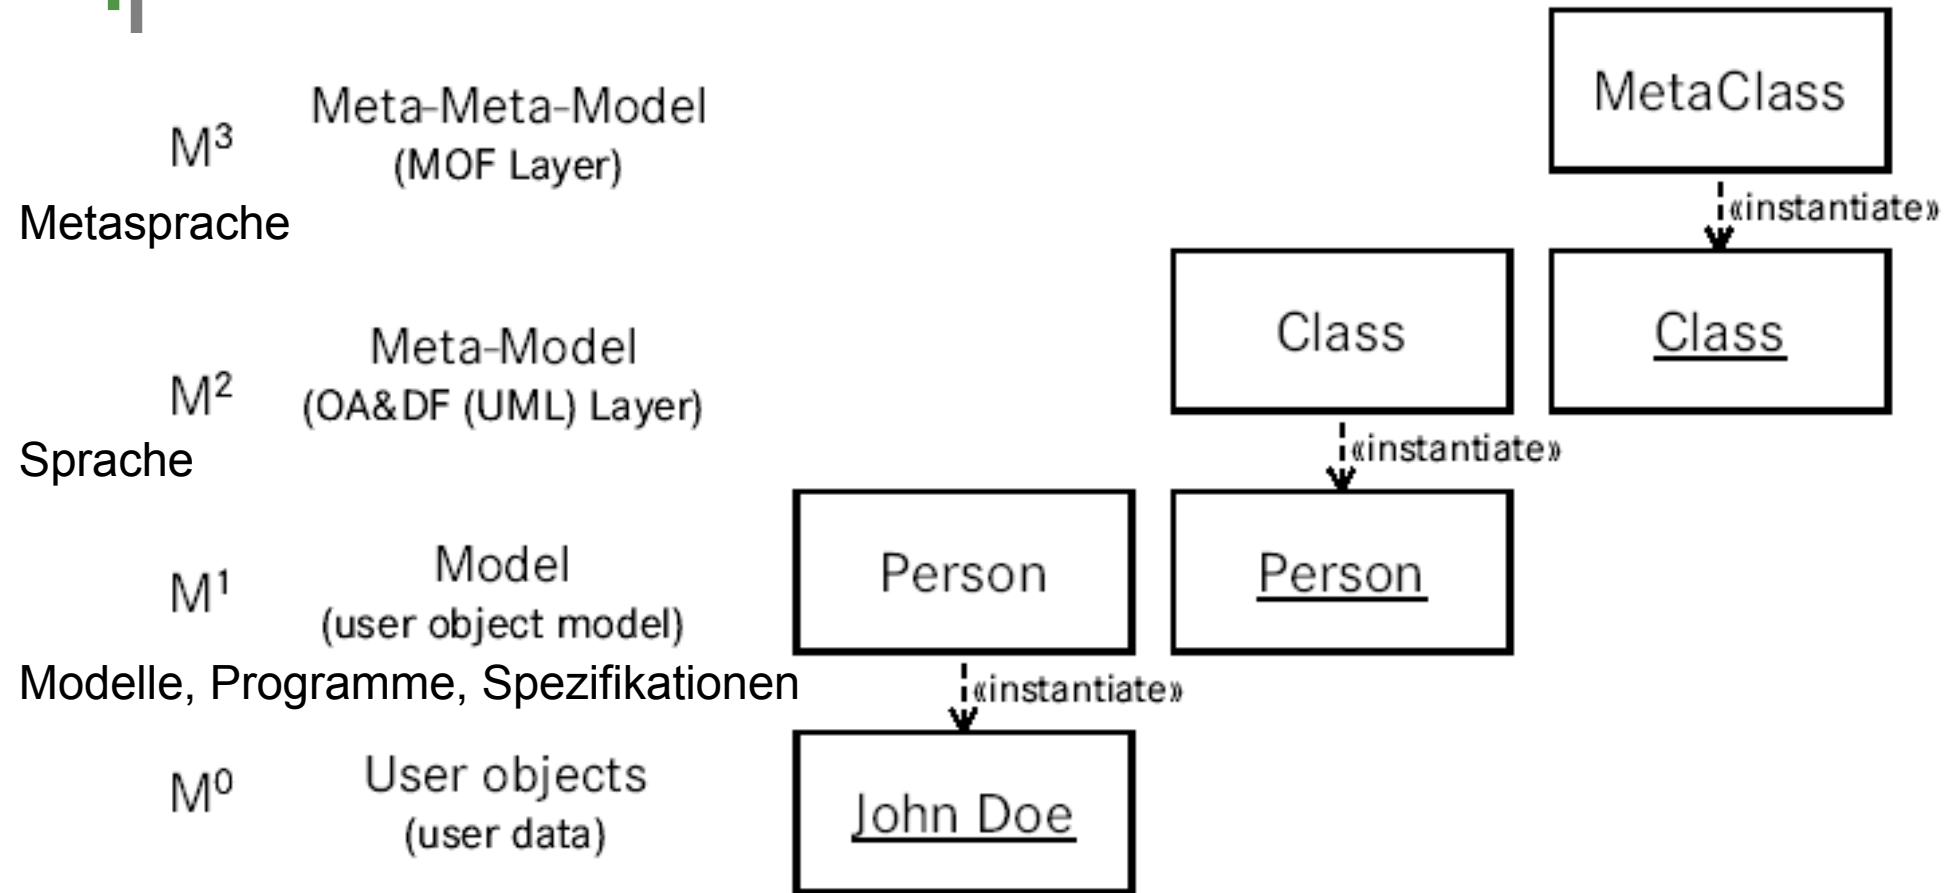 MetaClass
Meta-Meta-Model
M³
(MOF Layer)
«instantiate»
Metasprache
Class
Class
Meta-Model
M²
(OA&DF (UML) Layer)
«instantiate»
Sprache
Person
Person
Model
M¹
(user object model)
Modelle, Programme, Spezifikationen
«instantiate»
User objects
M⁰
John Doe
(user data)